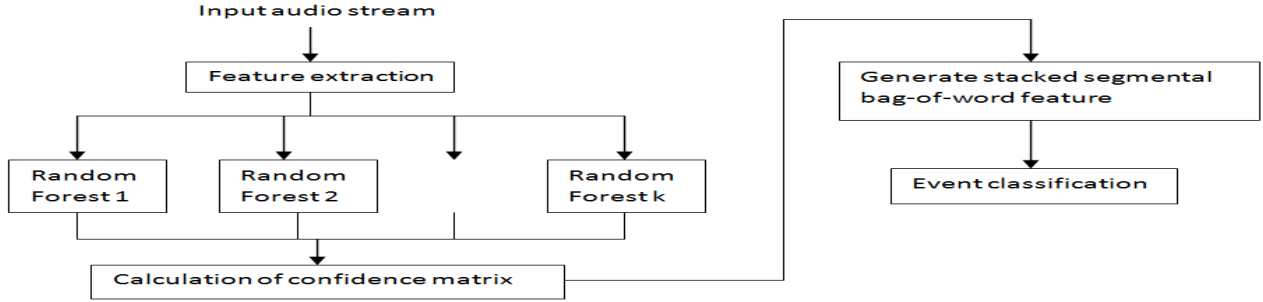 Input audio stream
Feature extraction
Random
Forest 1
Random
Forest 2
Random
Forest k
Calculation of confidence matrix
Generate stacked segmental
bag-of-word feature
Event classification